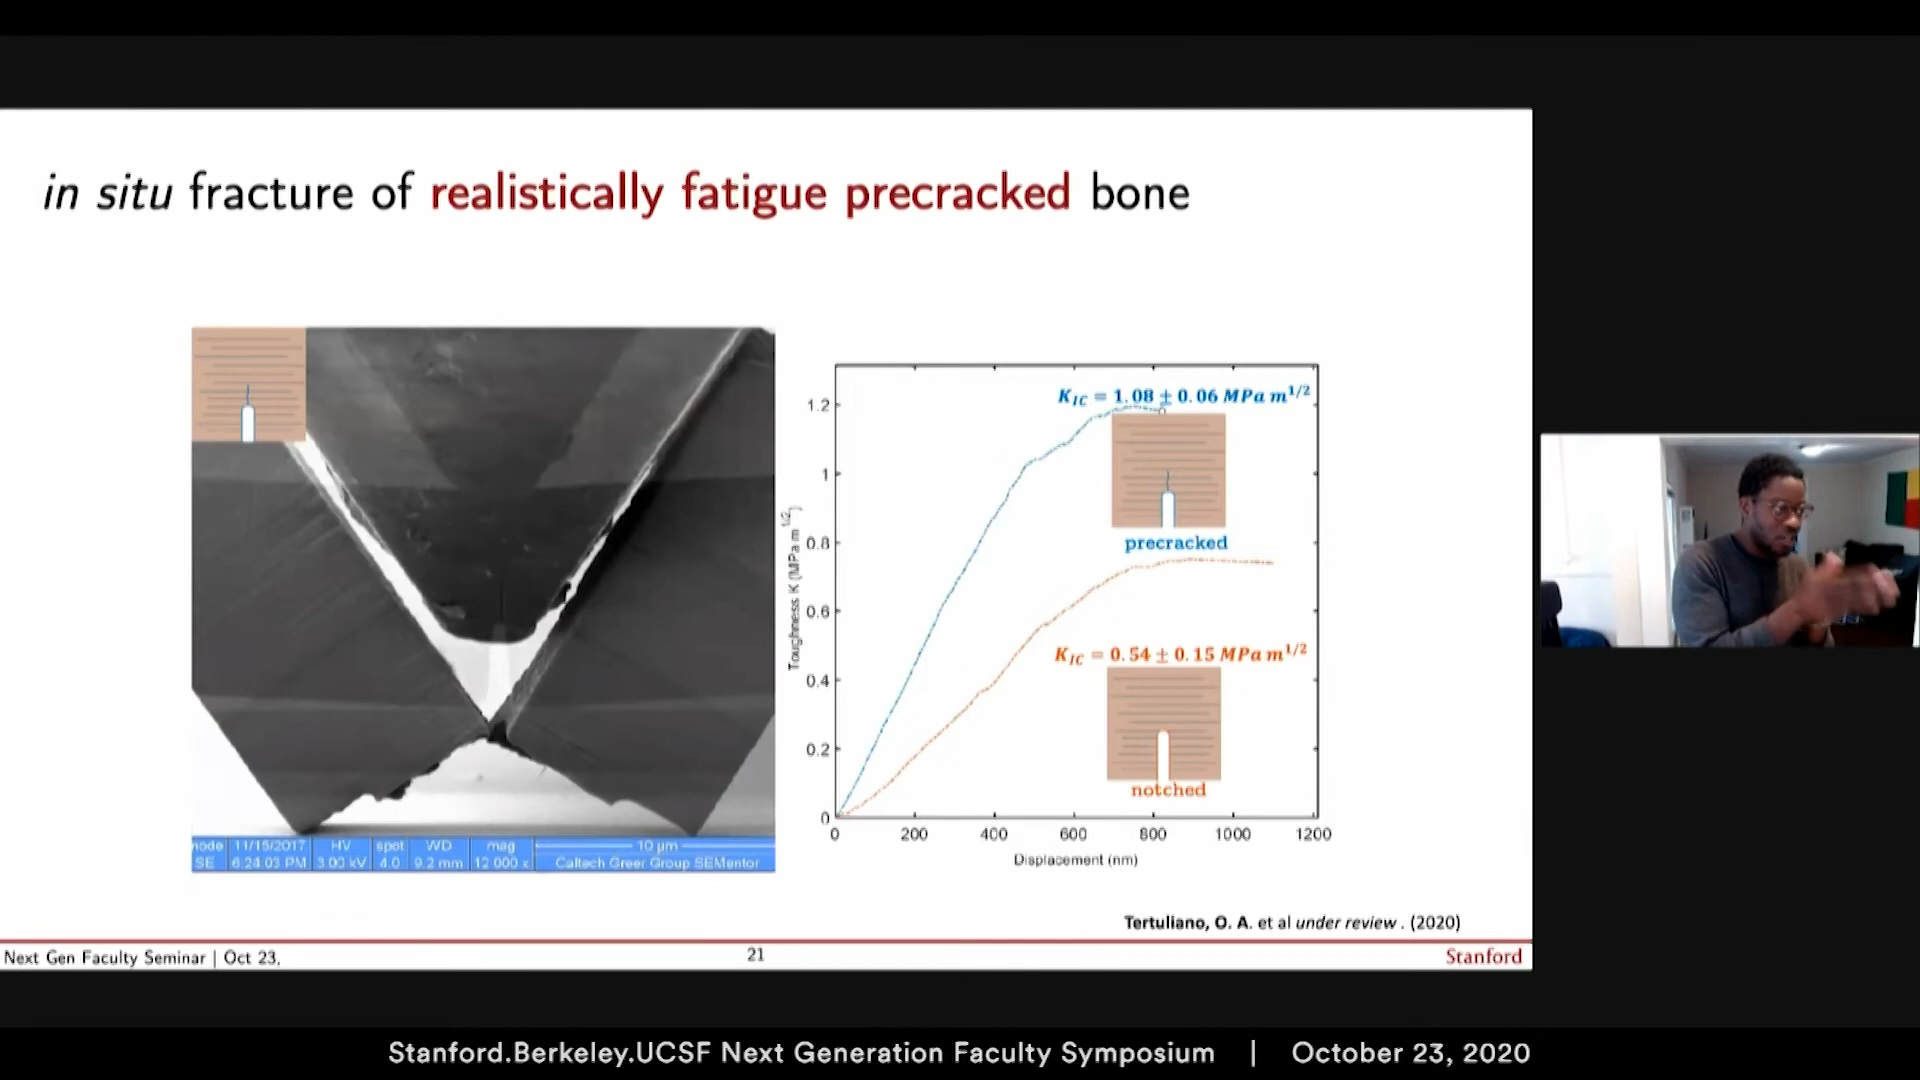 in situ fracture of realistically fatigue precracked bone
1.2
1
0.8
0.6
0.4
0.2
0
Toughness K (MPa m^1/2)
K_IC = 1.08 ± 0.06 MPa m^1/2
precracked
K_IC = 0.54 ± 0.15 MPa m^1/2
notched
0 200 400 600 800 1000 1200
Displacement (nm)
11/15/2017 HV spot WD mag 10 µm
SE 6:24:03 PM 3.00 kV 4.0 9.2 mm 12 000 x Caltech Greer Group SEMentor
Tertuliano, O. A. et al under review . (2020)
Next Gen Faculty Seminar | Oct 23,
21
Stanford
Stanford.Berkeley.UCSF Next Generation Faculty Symposium | October 23, 2020